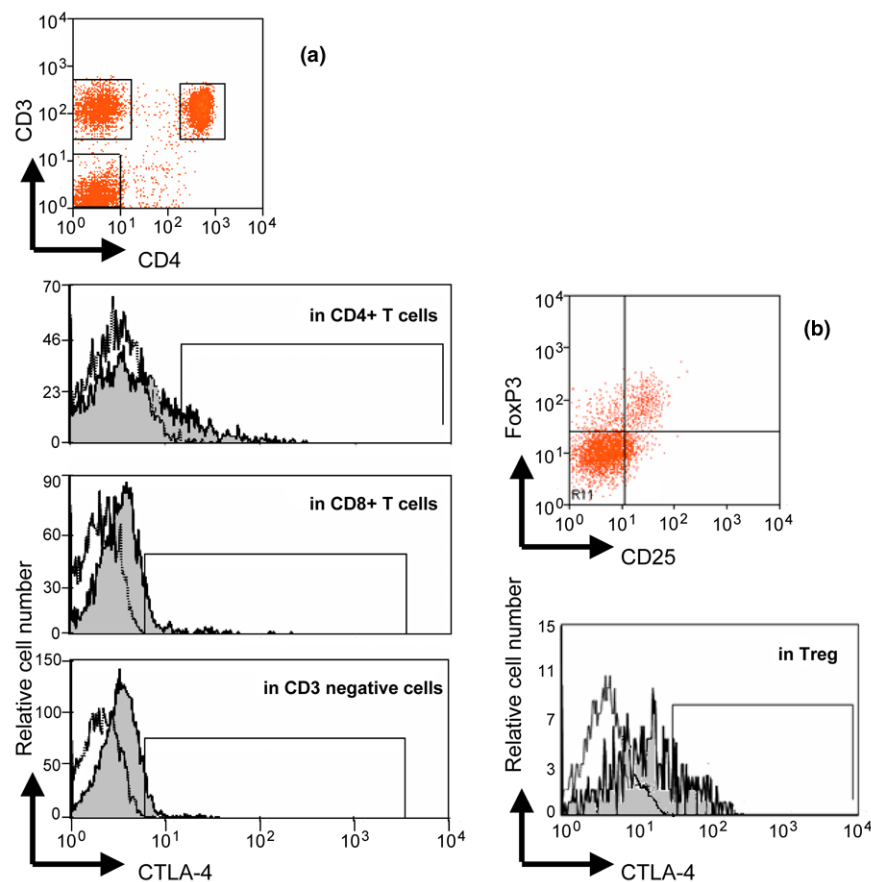 (a)
CD3
10^4
10^3
10^2
10^1
10^0
10^0 10^1 10^2 10^3 10^4
CD4
in CD4+ T cells
70
46
23
0
in CD8+ T cells
90
60
30
0
in CD3 negative cells
150
100
50
0
Relative cell number
10^0 10^1 10^2 10^3 10^4
CTLA-4
(b)
FoxP3
10^4
10^3
10^2
10^1
10^0
R11
10^0 10^1 10^2 10^3 10^4
CD25
in Treg
Relative cell number
15
11
7
3
0
10^0 10^1 10^2 10^3 10^4
CTLA-4